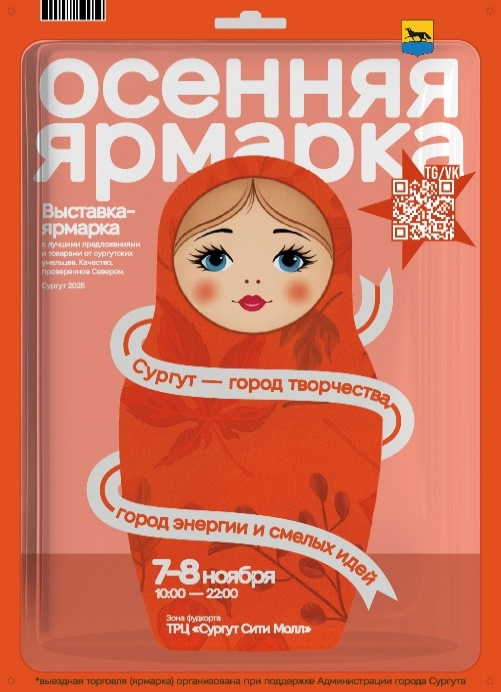 осенняя
ярмарка
TG/VK
Выставка-
ярмарка
с лучшими предложениями
и товарами от сургутских
умельцев. Качество,
проверенное Севером.
Сургут 2025
Сургут — город творчества,
город энергии и смелых идей
7–8 ноября
10:00 — 22:00
Зона фудкорта
ТРЦ «Сургут Сити Молл»
*выездная торговля (ярмарка) организована при поддержке Администрации города Сургута